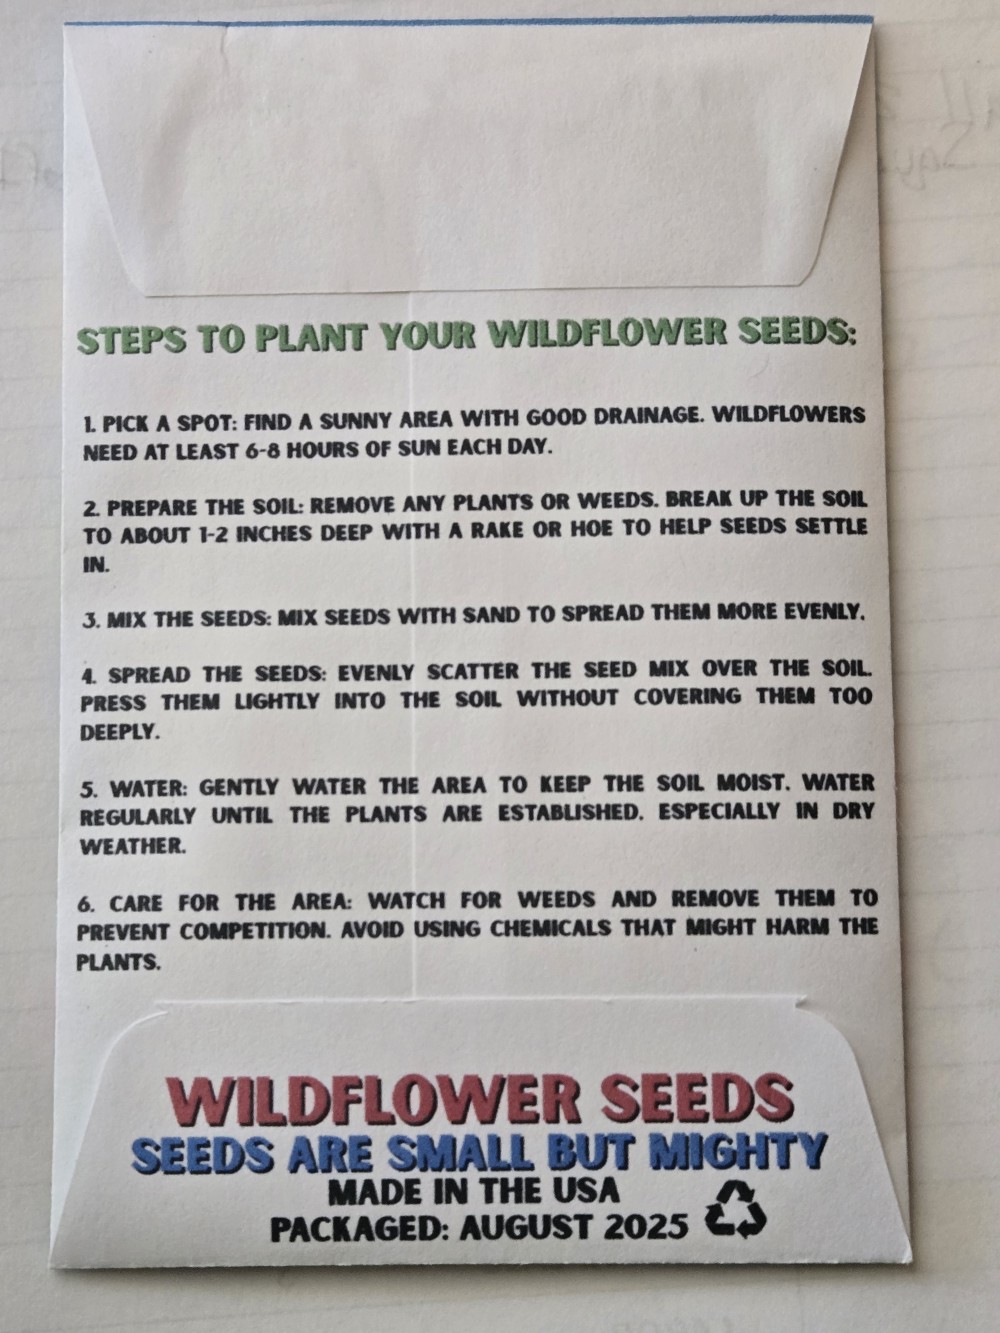 STEPS TO PLANT YOUR WILDFLOWER SEEDS:
1. PICK A SPOT: FIND A SUNNY AREA WITH GOOD DRAINAGE. WILDFLOWERS
NEED AT LEAST 6-8 HOURS OF SUN EACH DAY.
2. PREPARE THE SOIL: REMOVE ANY PLANTS OR WEEDS. BREAK UP THE SOIL
TO ABOUT 1-2 INCHES DEEP WITH A RAKE OR HOE TO HELP SEEDS SETTLE
IN.
3. MIX THE SEEDS: MIX SEEDS WITH SAND TO SPREAD THEM MORE EVENLY.
4. SPREAD THE SEEDS: EVENLY SCATTER THE SEED MIX OVER THE SOIL.
PRESS THEM LIGHTLY INTO THE SOIL WITHOUT COVERING THEM TOO
DEEPLY.
5. WATER: GENTLY WATER THE AREA TO KEEP THE SOIL MOIST. WATER
REGULARLY UNTIL THE PLANTS ARE ESTABLISHED. ESPECIALLY IN DRY
WEATHER.
6. CARE FOR THE AREA: WATCH FOR WEEDS AND REMOVE THEM TO
PREVENT COMPETITION. AVOID USING CHEMICALS THAT MIGHT HARM THE
PLANTS.
WILDFLOWER SEEDS
SEEDS ARE SMALL BUT MIGHTY
MADE IN THE USA
PACKAGED: AUGUST 2025